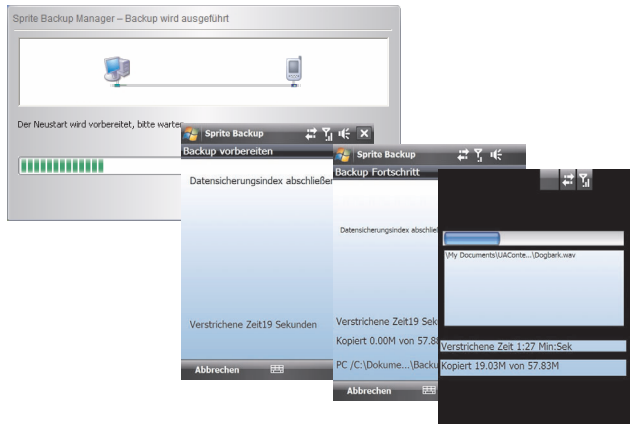 Sprite Backup Manager – Backup wird ausgeführt
Der Neustart wird vorbereitet, bitte warten
Sprite Backup
Backup vorbereiten
Datensicherungsindex abschließen
Verstrichene Zeit19 Sekunden
Abbrechen
Sprite Backup
Backup Fortschritt
Datensicherungsindex abschließ
Verstrichene Zeit19 Sek
Kopiert 0.00M von 57.8
PC /C:\Dokume...\Backu
Abbrechen
\My Documents\UAConte...\Dogbark.wav
Verstrichene Zeit 1:27 Min:Sek
Kopiert 19.03M von 57.83M